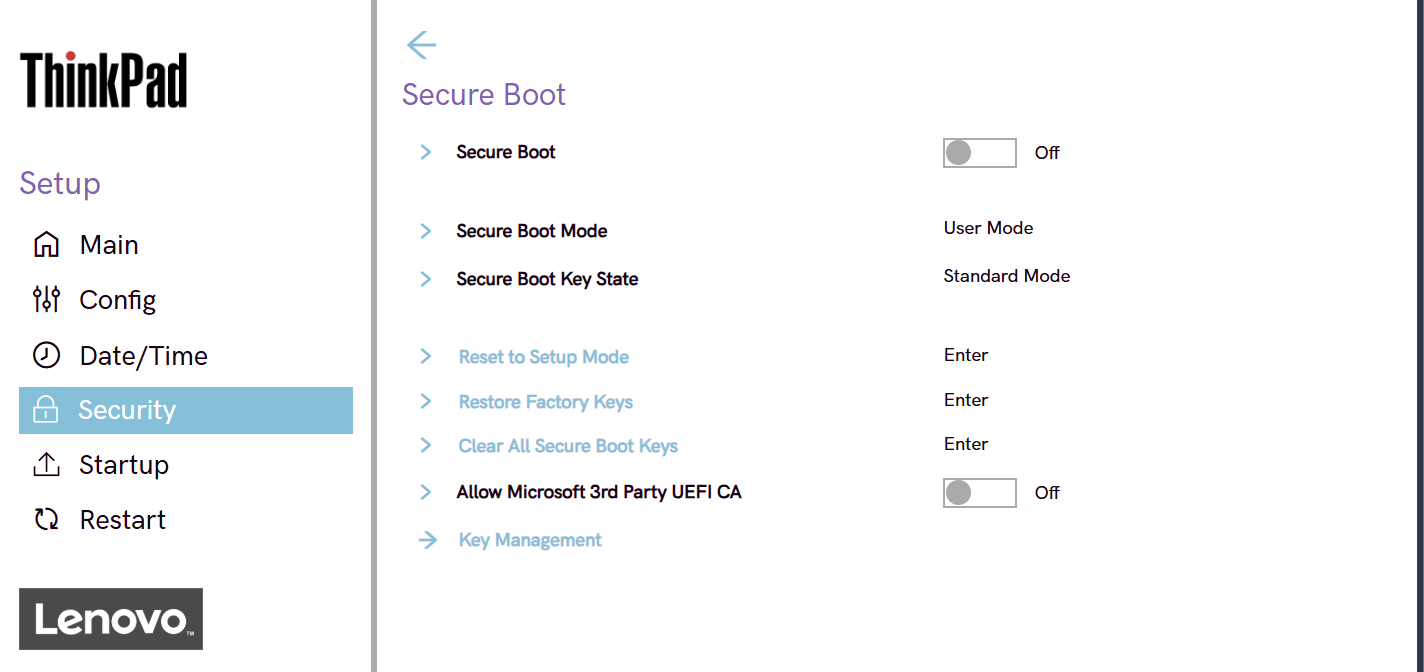 ThinkPad
Setup
Main
Config
Date/Time
Security
Startup
Restart
Lenovo™
Secure Boot
Secure Boot Off
Secure Boot Mode User Mode
Secure Boot Key State Standard Mode
Reset to Setup Mode Enter
Restore Factory Keys Enter
Clear All Secure Boot Keys Enter
Allow Microsoft 3rd Party UEFI CA Off
Key Management